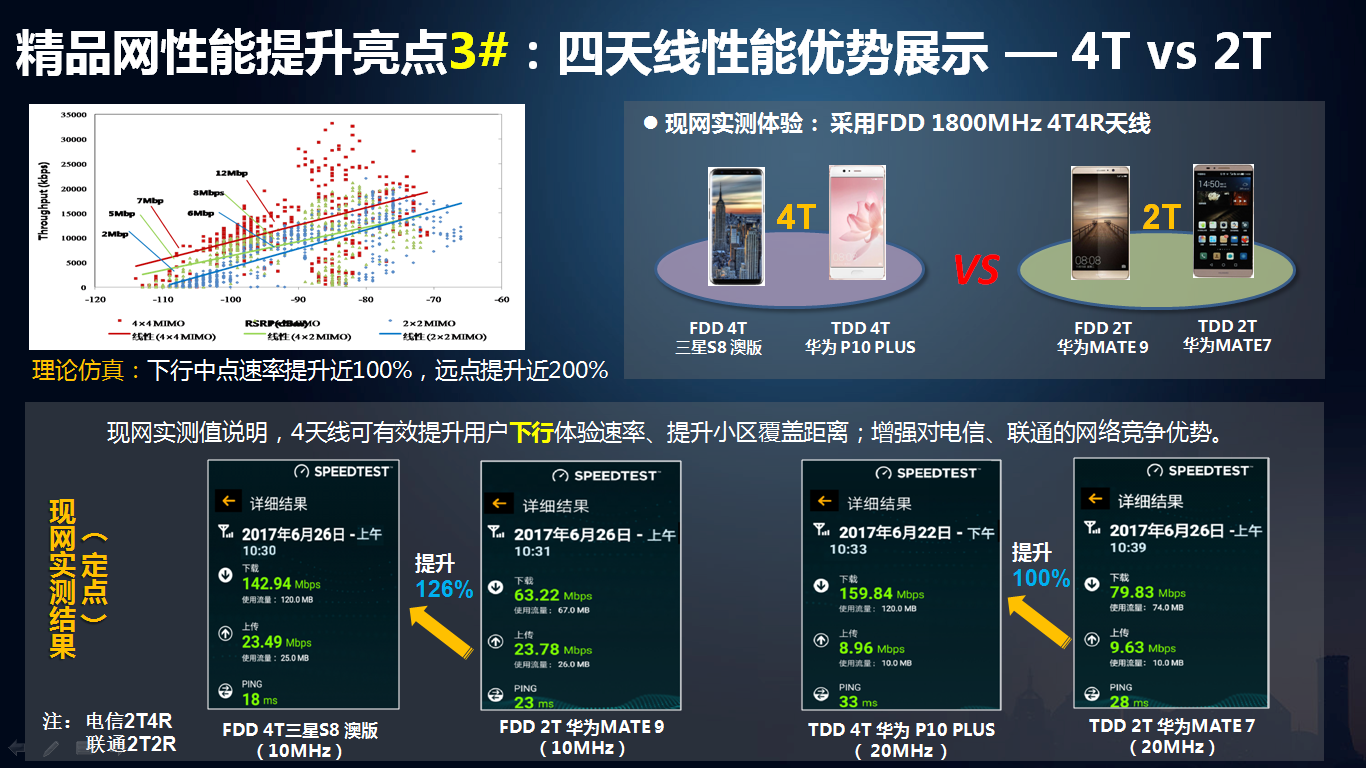 精品网性能提升亮点3#：四天线性能优势展示 — 4T vs 2T
35000
30000
25000
20000
15000
10000
5000
0
Throughput (kbps)
12Mbp
8Mbps
7Mbp
5Mbp
6Mbp
2Mbp
-120
-110
-100
-90
-80
-70
-60
4×4 MIMO
2×2 MIMO
线性 (4×4 MIMO)
线性 (4×2 MIMO)
线性 (2×2 MIMO)
理论仿真：下行中点速率提升近100%，远点提升近200%
● 现网实测体验： 采用FDD 1800MHz 4T4R天线
4T
VS
2T
14:50
08:08
FDD 4T
三星S8 澳版
TDD 4T
华为 P10 PLUS
FDD 2T
华为MATE 9
TDD 2T
华为MATE7
现网实测值说明，4天线可有效提升用户下行体验速率、提升小区覆盖距离；增强对电信、联通的网络竞争优势。
现网实测结果
（定点）
SPEEDTEST
详细结果
2017年6月26日 -上午
10:30
下载
142.94 Mbps
使用流量： 120.0 MB
上传
23.49 Mbps
使用流量： 25.0 MB
PING
18 ms
FDD 4T三星S8 澳版
（10MHz）
提升
126%
SPEEDTEST
详细结果
2017年6月26日 - 上午
10:31
下载
63.22 Mbps
使用流量： 67.0 MB
上传
23.78 Mbps
使用流量： 26.0 MB
PING
23 ms
FDD 2T 华为MATE 9
（10MHz）
SPEEDTEST
详细结果
2017年6月22日 - 下午
10:33
下载
159.84 Mbps
使用流量： 120.0 MB
上传
8.96 Mbps
使用流量： 10.0 MB
PING
33 ms
TDD 4T 华为 P10 PLUS
（ 20MHz ）
提升
100%
SPEEDTEST
详细结果
2017年6月22日 - 下午
10:39
下载
79.83 Mbps
使用流量： 74.0 MB
上传
9.63 Mbps
使用流量： 10.0 MB
PING
28 ms
TDD 2T 华为MATE 7
（20MHz）
注： 电信2T4R
联通2T2R